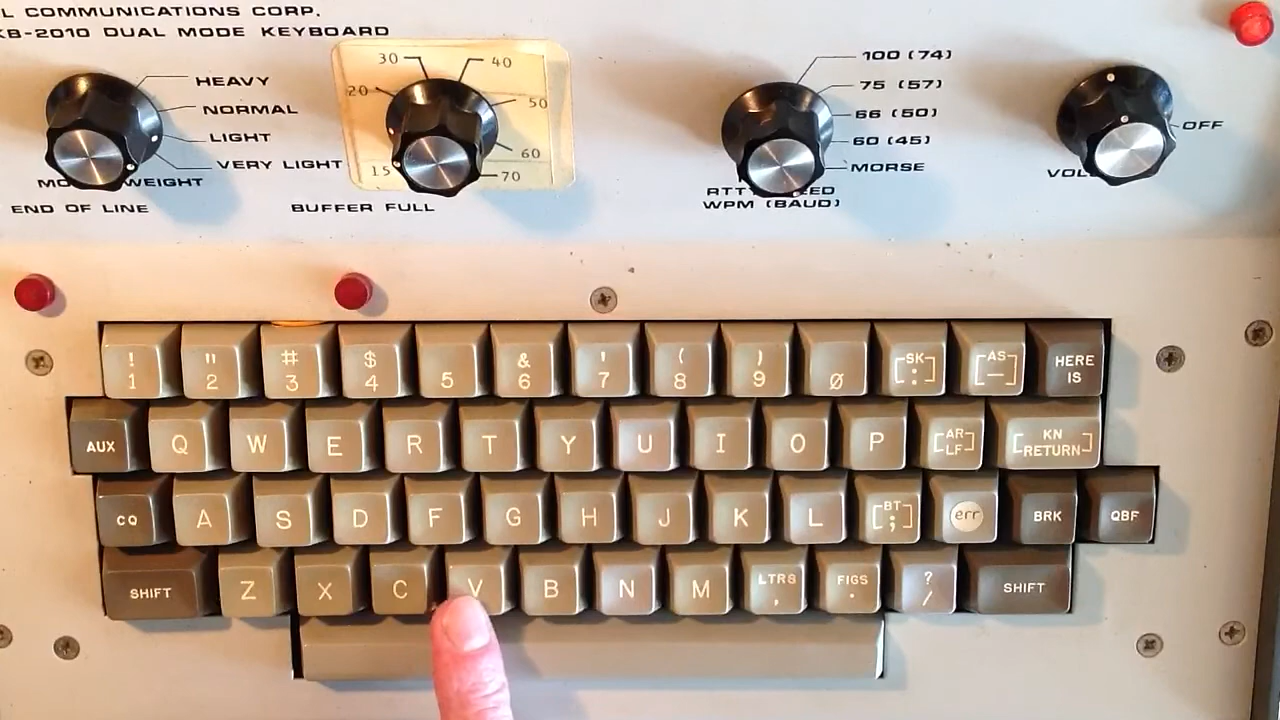 L COMMUNICATIONS CORP.
KB-2010 DUAL MODE KEYBOARD
HEAVY
NORMAL
LIGHT
VERY LIGHT
WEIGHT
END OF LINE
15 20 30 40 50 60 70
BUFFER FULL
100 (74)
75 (57)
66 (50)
60 (45)
MORSE
RTTY
WPM (BAUD)
OFF
! 1 " 2 # 3 $ 4 5 & 6 ' 7 ( 8 ) 9 Ø [SK :] [AS —] HERE IS
AUX Q W E R T Y U I O P [AR LF] [KN RETURN]
CQ A S D F G H J K L [BT ;] err BRK QBF
SHIFT Z X C V B N M LTRS , FIGS . ? / SHIFT